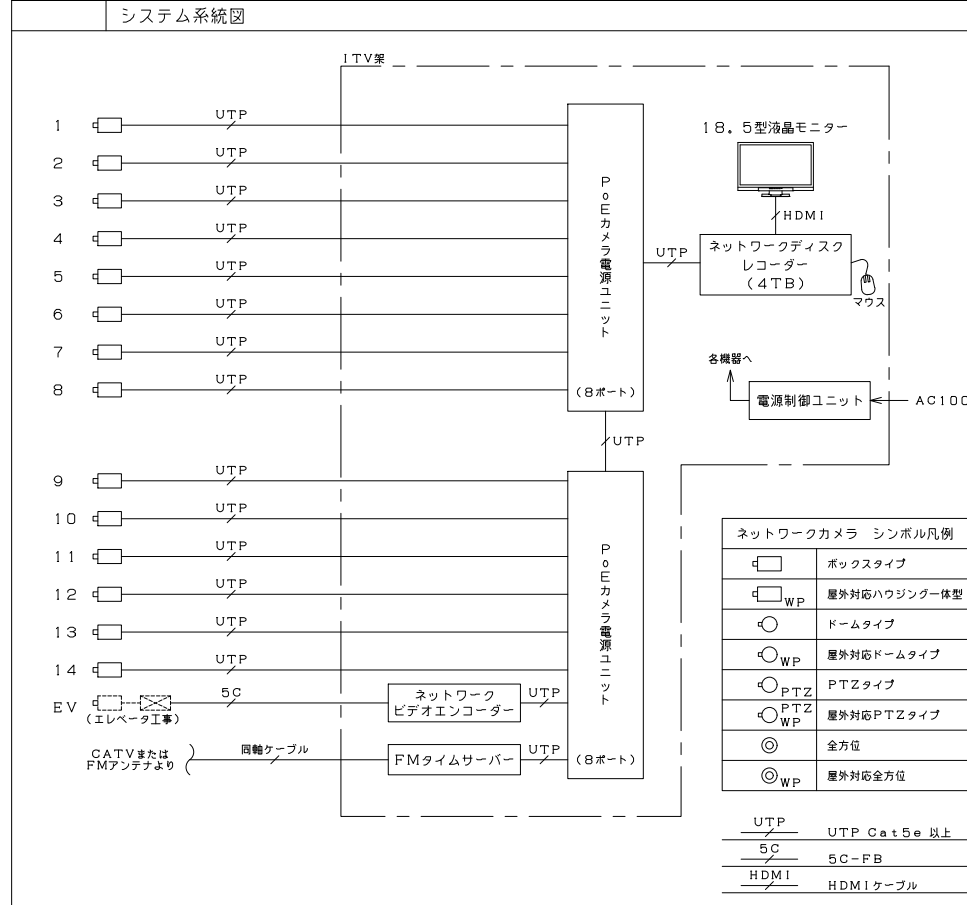 システム系統図
ITV架
1 UTP
2 UTP
3 UTP
4 UTP
5 UTP
6 UTP
7 UTP
8 UTP
PoEカメラ電源ユニット
(8ポート)
UTP
18.5型液晶モニター
HDMI
ネットワークディスク
レコーダー
(4TB)
マウス
各機器へ
電源制御ユニット
AC100
UTP
9 UTP
10 UTP
11 UTP
12 UTP
13 UTP
14 UTP
EV 5C
(エレベータ工事)
ネットワーク
ビデオエンコーダー
UTP
CATVまたは
FMアンテナより
同軸ケーブル
FMタイムサーバー
UTP
PoEカメラ電源ユニット
(8ポート)
ネットワークカメラ シンボル凡例
ボックスタイプ
WP 屋外対応ハウジング一体型
ドームタイプ
WP 屋外対応ドームタイプ
PTZ PTZタイプ
PTZ WP 屋外対応PTZタイプ
全方位
WP 屋外対応全方位
UTP UTP Cat5e 以上
5C 5C-FB
HDMI HDMIケーブル